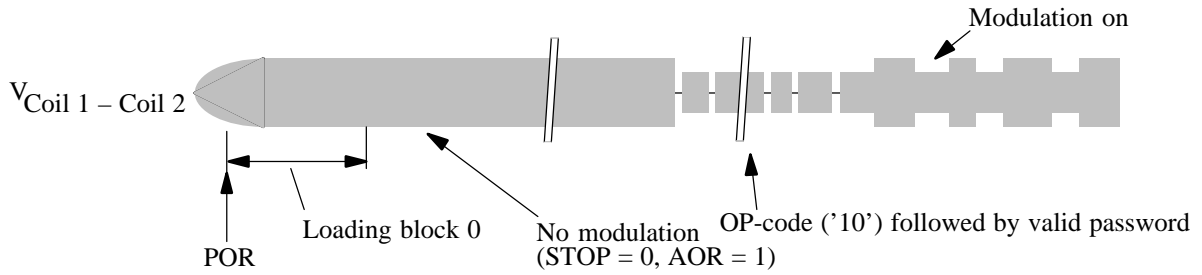 Modulation on
V Coil 1 – Coil 2
Loading block 0
POR
No modulation
(STOP = 0, AOR = 1)
OP-code ('10') followed by valid password